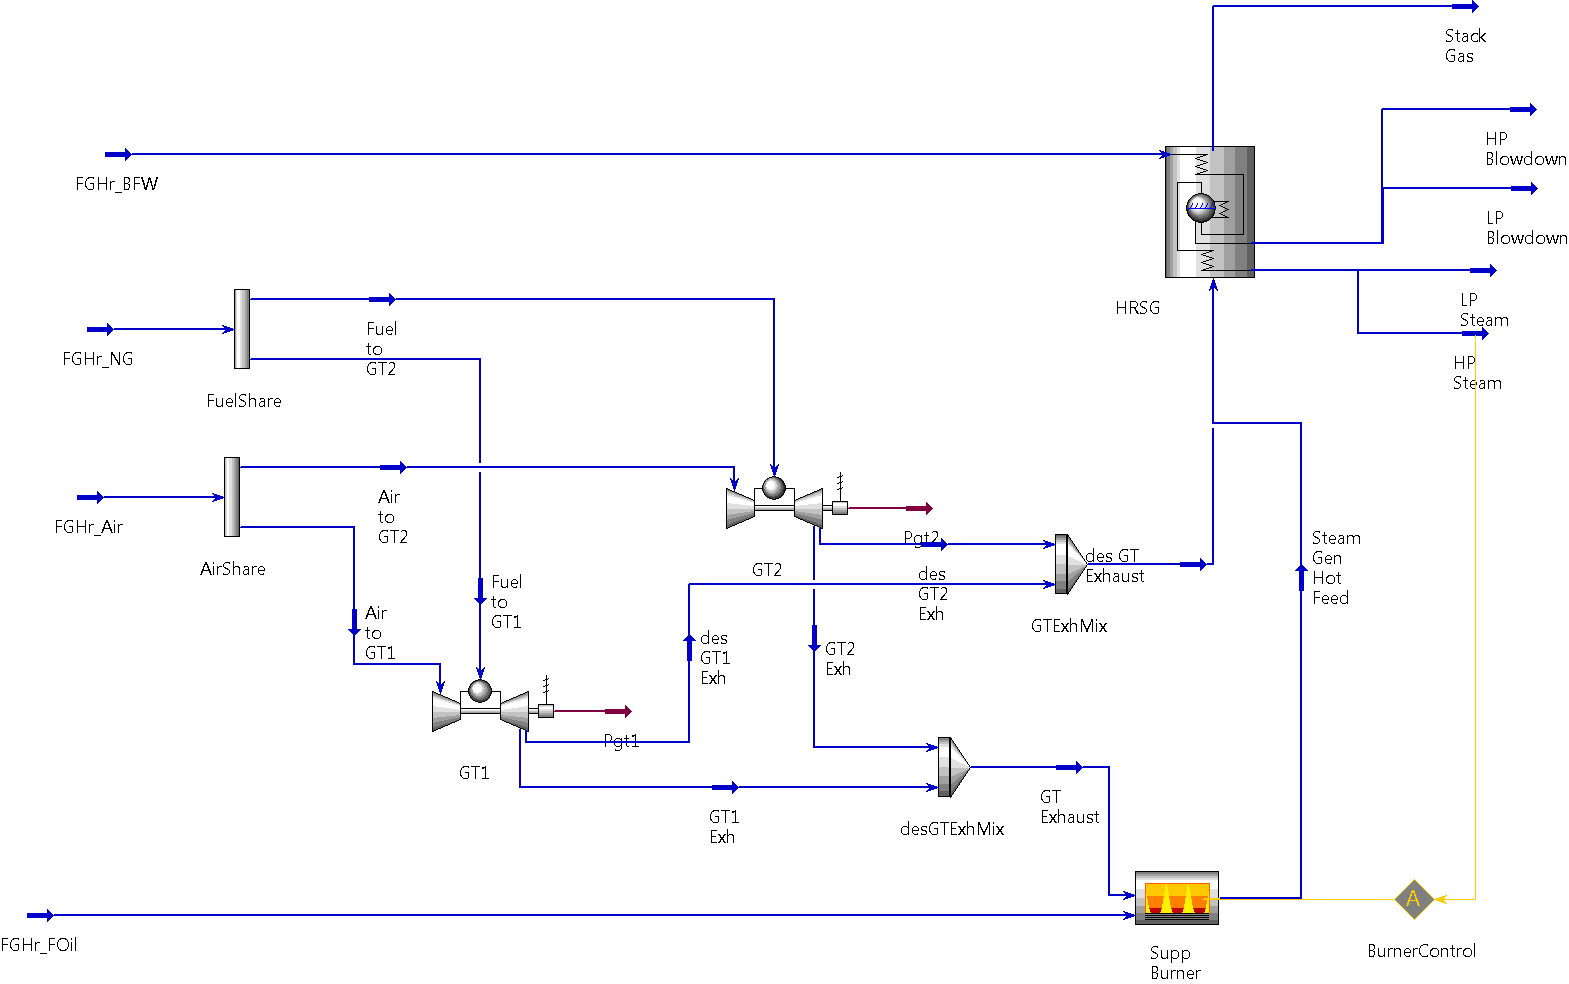 Stack
Gas
HP
Blowdown
FGHr_BFW
LP
Blowdown
HRSG
LP
Steam
Fuel
to
GT2
FGHr_NG
HP
Steam
FuelShare
Air
to
GT2
FGHr_Air
Pgt2
des GT
Exhaust
Steam
Gen
Hot
Feed
AirShare
GT2
des
GT2
Exh
Fuel
to
GT1
Air
to
GT1
GTExhMix
des
GT1
Exh
GT2
Exh
Pgt1
GT1
GT1
Exh
desGTExhMix
GT
Exhaust
A
FGHr_FOil
Supp
Burner
BurnerControl